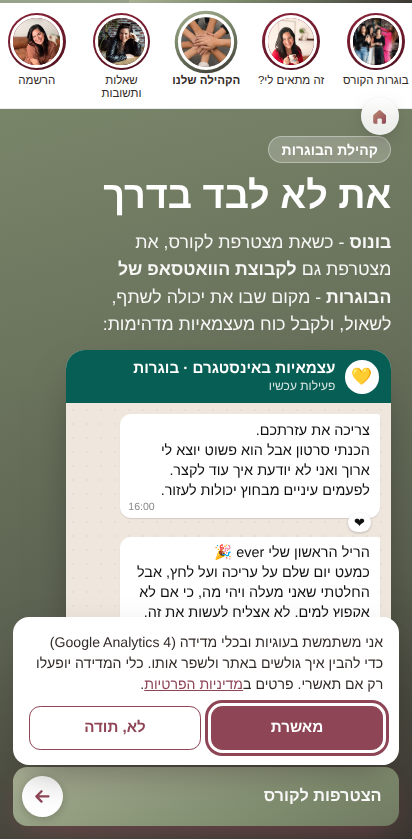 בוגרות הקורס
זה מתאים לי?
הקהילה שלנו
שאלות
ותשובות
הרשמה
קהילת הבוגרות
את לא לבד בדרך
בונוס - כשאת מצטרפת לקורס, את
מצטרפת גם לקבוצת הוואטסאפ של
הבוגרות - מקום שבו את יכולה לשתף,
לשאול, ולקבל כוח מעצמאיות מדהימות:
💛
עצמאיות באינסטגרם · בוגרות
פעילות עכשיו
צריכה את עזרתכם.
הכנתי סרטון אבל הוא פשוט יוצא לי
ארוך ואני לא יודעת איך עוד לקצר.
לפעמים עיניים מבחוץ יכולות לעזור.
16:00
❤
הריל הראשון שלי ever 🎉
כמעט יום שלם על עריכה ועל לחץ, אבל
החלטתי שאני מעלה ויהי מה, כי אם לא
אקפוץ למים, לא אצליח לעשות את זה.
אני משתמשת בעוגיות ובכלי מדידה (Google Analytics 4)
כדי להבין איך גולשים באתר ולשפר אותו. כלי המדידה יופעלו
רק אם תאשרי. פרטים במדיניות הפרטיות.
מאשרת
לא, תודה
הצטרפות לקורס